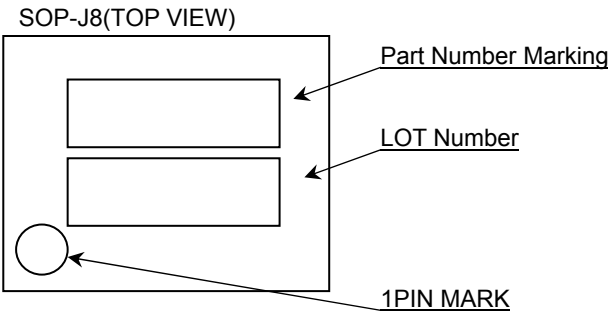 SOP-J8(TOP VIEW)
Part Number Marking
LOT Number
1PIN MARK